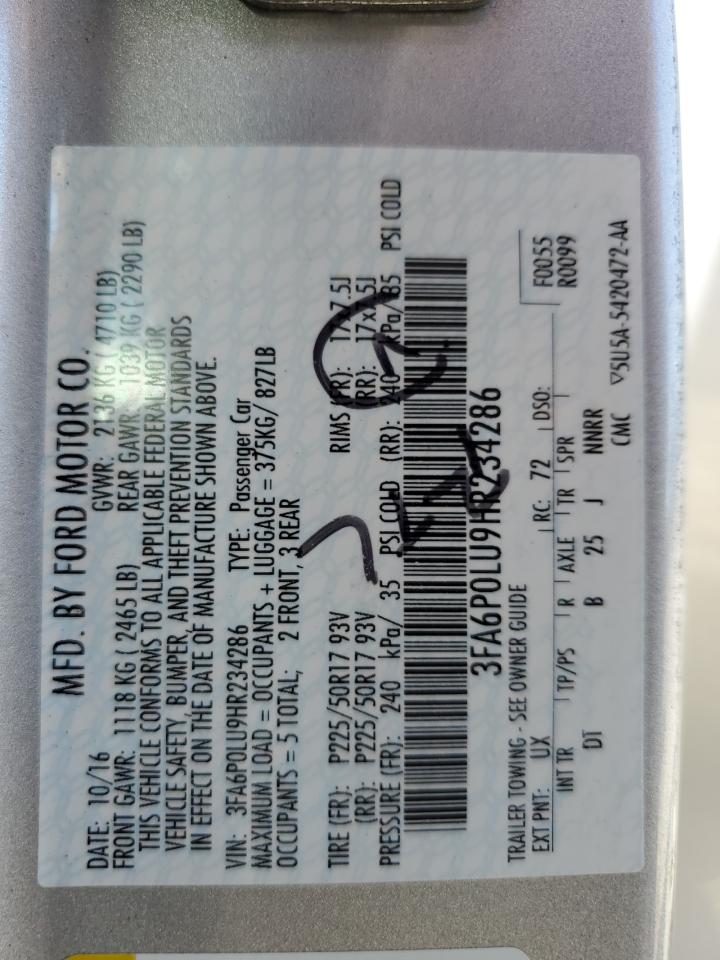 MFD. BY FORD MOTOR CO.
DATE: 10/16 GVWR: 2136 KG ( 4710 LB)
FRONT GAWR: 1118 KG ( 2465 LB) REAR GAWR: 1039 KG ( 2290 LB)
THIS VEHICLE CONFORMS TO ALL APPLICABLE FEDERAL MOTOR
VEHICLE SAFETY, BUMPER, AND THEFT PREVENTION STANDARDS
IN EFFECT ON THE DATE OF MANUFACTURE SHOWN ABOVE.
VIN: 3FA6P0LU9HR234286 TYPE: Passenger Car
MAXIMUM LOAD = OCCUPANTS + LUGGAGE = 375KG/ 827LB
OCCUPANTS = 5 TOTAL; 2 FRONT, 3 REAR
TIRE (FR): P225/50R17 93V RIMS (FR): 17x7.5J
(RR): P225/50R17 93V (RR): 17x7.5J
PRESSURE (FR): 240 kPa/ 35 PSI COLD (RR): 240 kPa/ 35 PSI COLD
3FA6P0LU9HR234286
TRAILER TOWING - SEE OWNER GUIDE
EXT PNT: UX RC: 72 DSO: F0055
INT TR TP/PS R AXLE TR SPR R0099
DT B 25 J NNRR
CMC ▽5U5A-5420472-AA